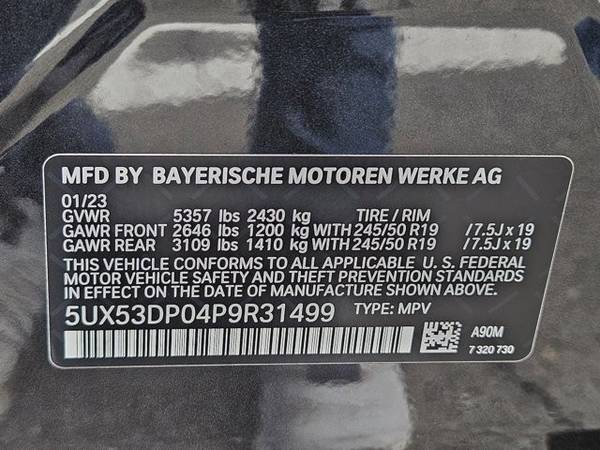 MFD BY BAYERISCHE MOTOREN WERKE AG
01/23
GVWR 5357 lbs 2430 kg TIRE / RIM
GAWR FRONT 2646 lbs 1200 kg WITH 245/50 R19 / 7.5J x 19
GAWR REAR 3109 lbs 1410 kg WITH 245/50 R19 / 7.5J x 19
THIS VEHICLE CONFORMS TO ALL APPLICABLE U. S. FEDERAL
MOTOR VEHICLE SAFETY AND THEFT PREVENTION STANDARDS
IN EFFECT ON THE DATE OF MANUFACTURE SHOWN ABOVE.
5UX53DP04P9R31499 TYPE: MPV
A90M
7 320 730